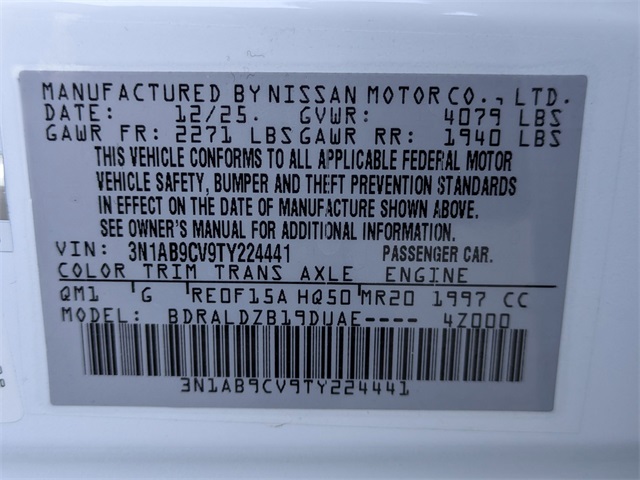 MANUFACTURED BY NISSAN MOTOR CO., LTD.
DATE: 12/25. GVWR: 4079 LBS
GAWR FR: 2271 LBS GAWR RR: 1940 LBS
THIS VEHICLE CONFORMS TO ALL APPLICABLE FEDERAL MOTOR
VEHICLE SAFETY, BUMPER AND THEFT PREVENTION STANDARDS
IN EFFECT ON THE DATE OF MANUFACTURE SHOWN ABOVE.
SEE OWNER'S MANUAL FOR ADDITIONAL INFORMATION.
VIN: 3N1AB9CV9TY224441 PASSENGER CAR.
COLOR TRIM TRANS AXLE ENGINE
QM1 G RE0F15A HQ50 MR20 1997 CC
MODEL: BDRALDZB19DUAE---- 4Z000
3N1AB9CV9TY224441